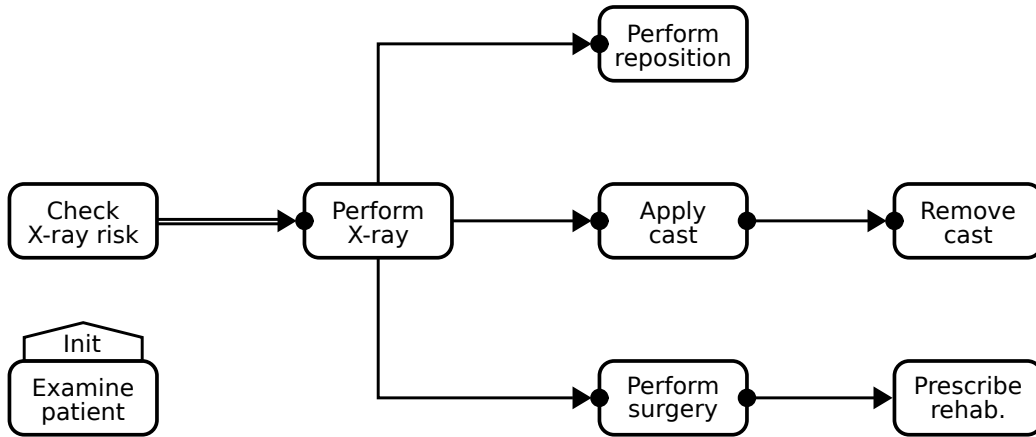 Perform
reposition
Check
X-ray risk
Perform
X-ray
Apply
cast
Remove
cast
Init
Examine
patient
Perform
surgery
Prescribe
rehab.